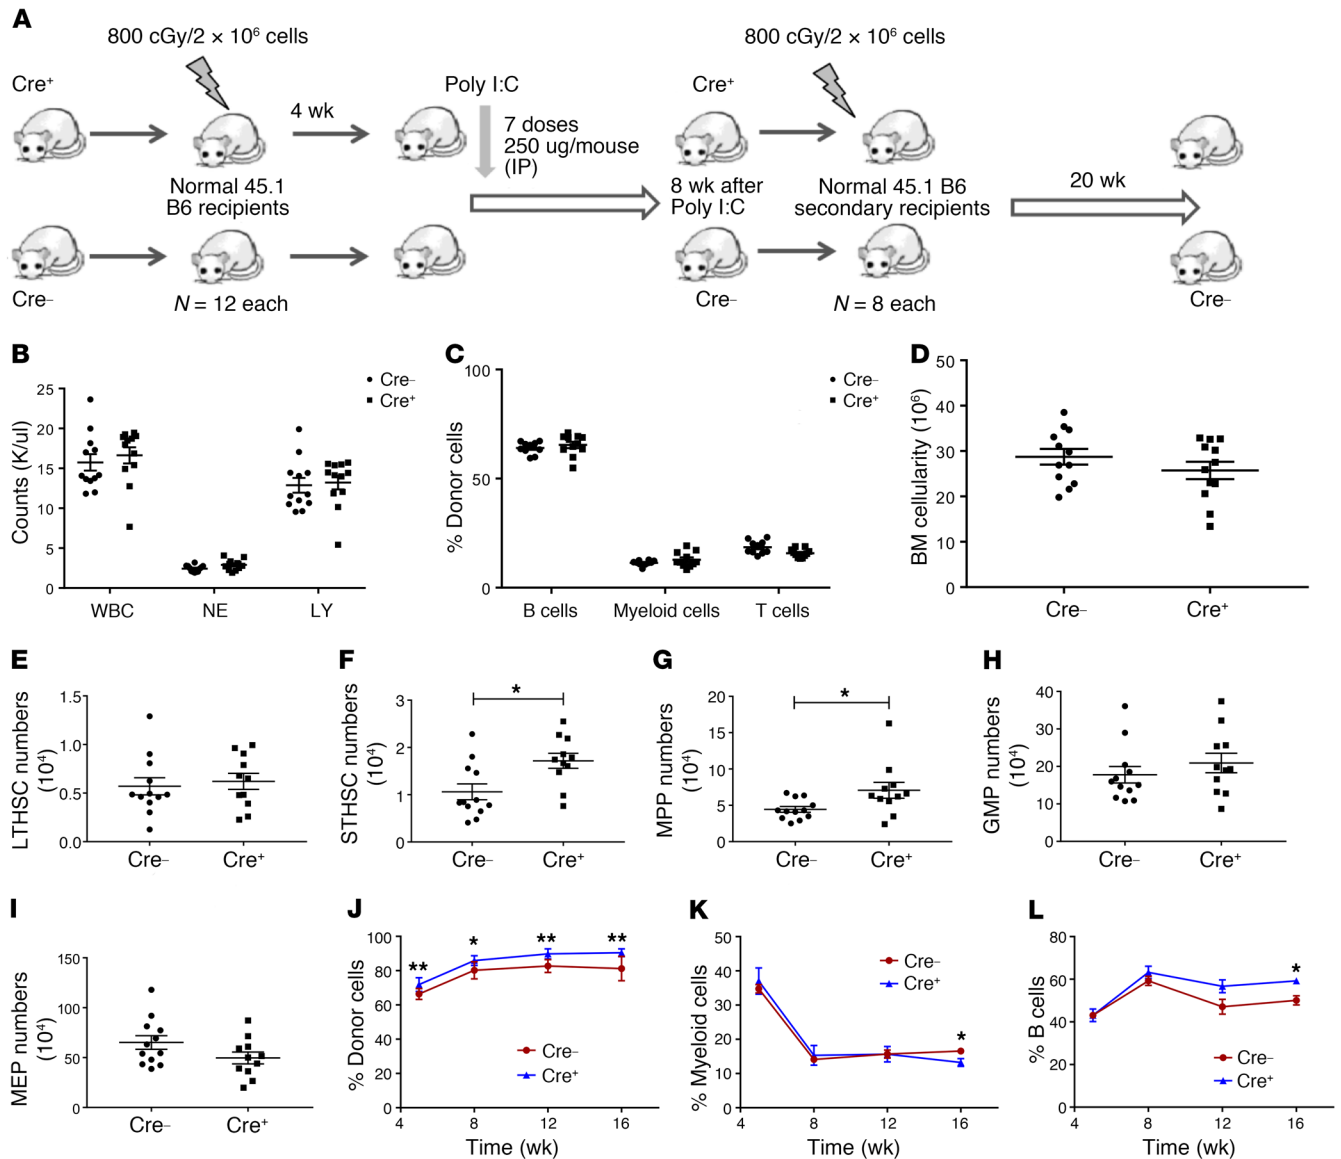 A
800 cGy/2 × 10⁶ cells
800 cGy/2 × 10⁶ cells
Cre⁺
4 wk
Poly I:C
7 doses
250 ug/mouse
(IP)
Cre⁺
Normal 45.1
B6 recipients
8 wk after
Poly I:C
Normal 45.1 B6
secondary recipients
20 wk
Cre–
N = 12 each
Cre–
N = 8 each
Cre–
B
Counts (K/ul)
25
20
15
10
5
0
WBC
NE
LY
Cre–
Cre⁺
C
% Donor cells
100
50
0
B cells
Myeloid cells
T cells
Cre–
Cre⁺
D
BM cellularity (10⁶)
50
40
30
20
10
0
Cre–
Cre⁺
E
LTHSC numbers
(10⁴)
1.5
1.0
0.5
0.0
Cre–
Cre⁺
F
STHSC numbers
(10⁴)
3
2
1
0
*
Cre–
Cre⁺
G
MPP numbers
(10⁴)
20
15
10
5
0
*
Cre–
Cre⁺
H
GMP numbers
(10⁴)
40
30
20
10
0
Cre–
Cre⁺
I
MEP numbers
(10⁴)
150
100
50
0
Cre–
Cre⁺
J
% Donor cells
100
80
60
40
20
0
**
*
**
**
Cre–
Cre⁺
4
8
12
16
Time (wk)
K
% Myeloid cells
50
40
30
20
10
0
Cre–
Cre⁺
*
4
8
12
16
Time (wk)
L
% B cells
80
60
40
20
0
*
Cre–
Cre⁺
4
8
12
16
Time (wk)